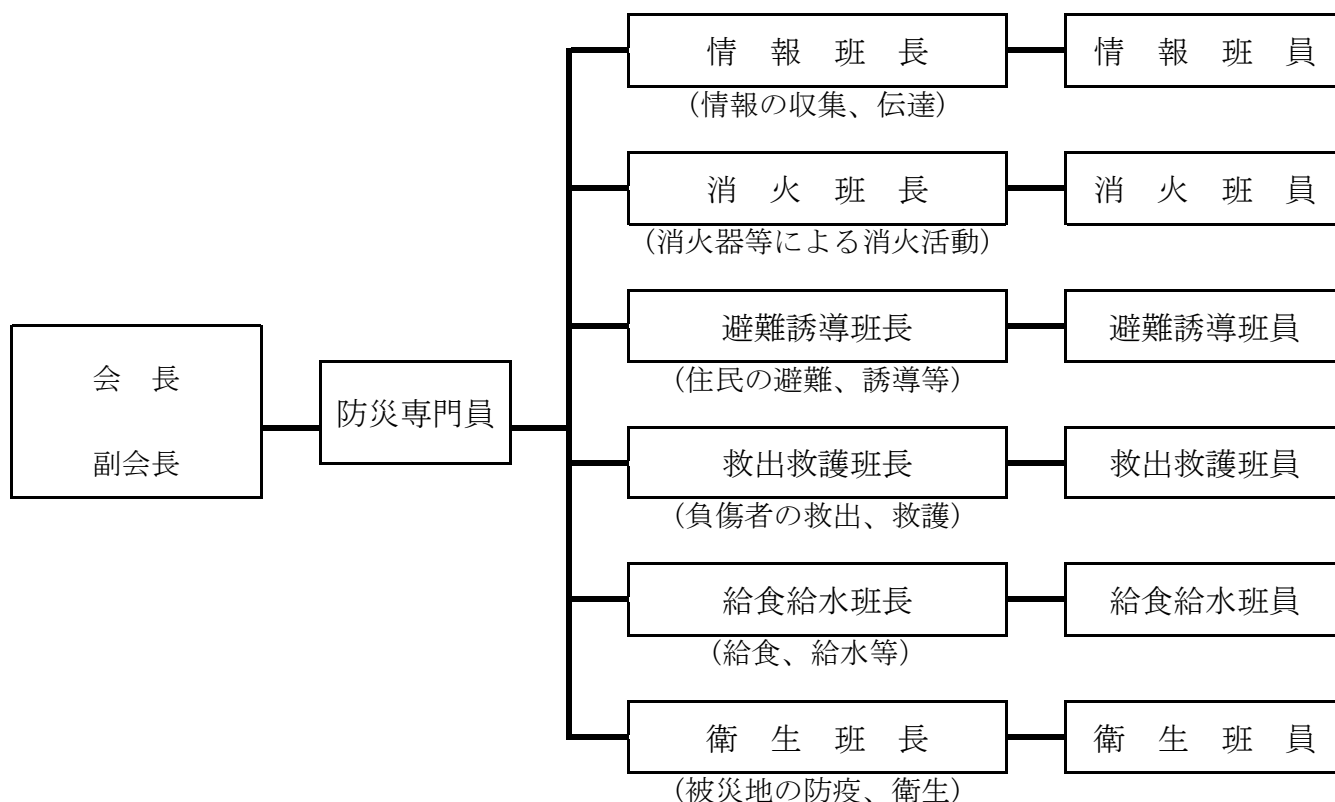 会　長
副会長
防災専門員
情　報　班　長
情　報　班　員
（情報の収集、伝達）
消　火　班　長
消　火　班　員
（消火器等による消火活動）
避難誘導班長
避難誘導班員
（住民の避難、誘導等）
救出救護班長
救出救護班員
（負傷者の救出、救護）
給食給水班長
給食給水班員
（給食、給水等）
衛　生　班　長
衛　生　班　員
（被災地の防疫、衛生）